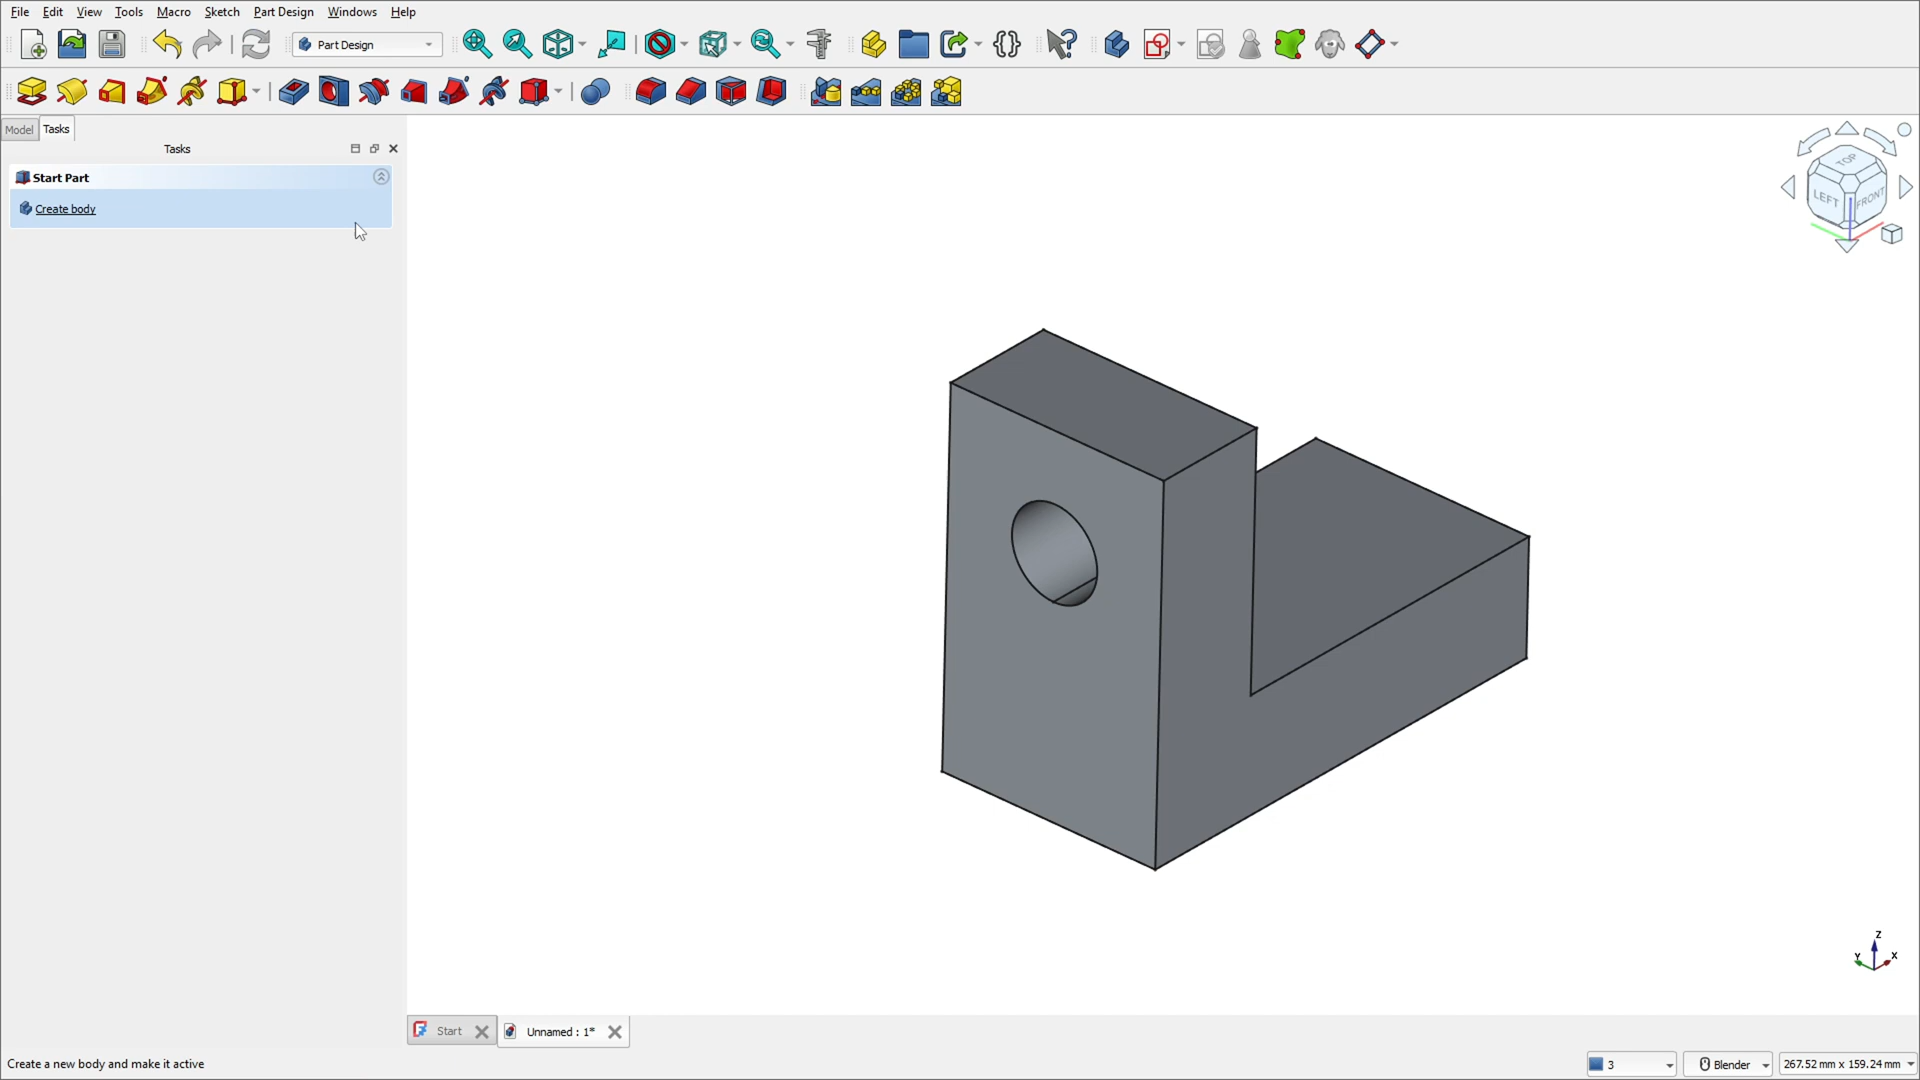 File Edit View Tools Macro Sketch Part Design Windows Help
Part Design
Model Tasks
Tasks
Start Part
Create body
TOP
LEFT FRONT
Z
Y X
Start Unnamed : 1*
Create a new body and make it active
3 Blender 267.52 mm x 159.24 mm